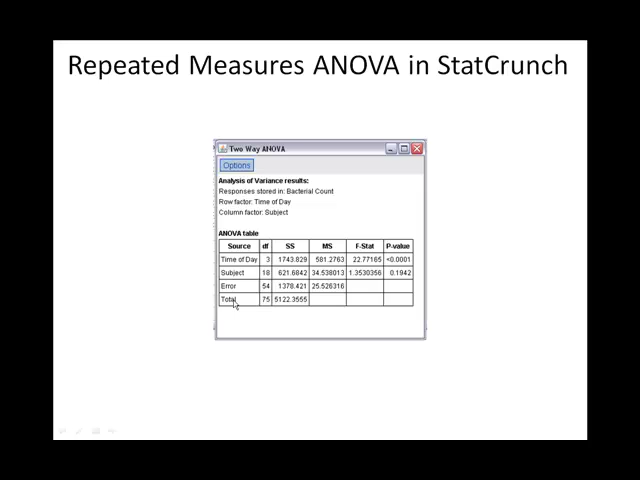 Repeated Measures ANOVA in StatCrunch
Two Way ANOVA
Options
Analysis of Variance results:
Responses stored in: Bacterial Count
Row factor: Time of Day
Column factor: Subject
ANOVA table
Source df SS MS F-Stat P-value
Time of Day 3 1743.829 581.2763 22.77165 <0.0001
Subject 18 621.6842 34.538013 1.3530356 0.1942
Error 54 1378.421 25.526316
Total 75 5122.3555